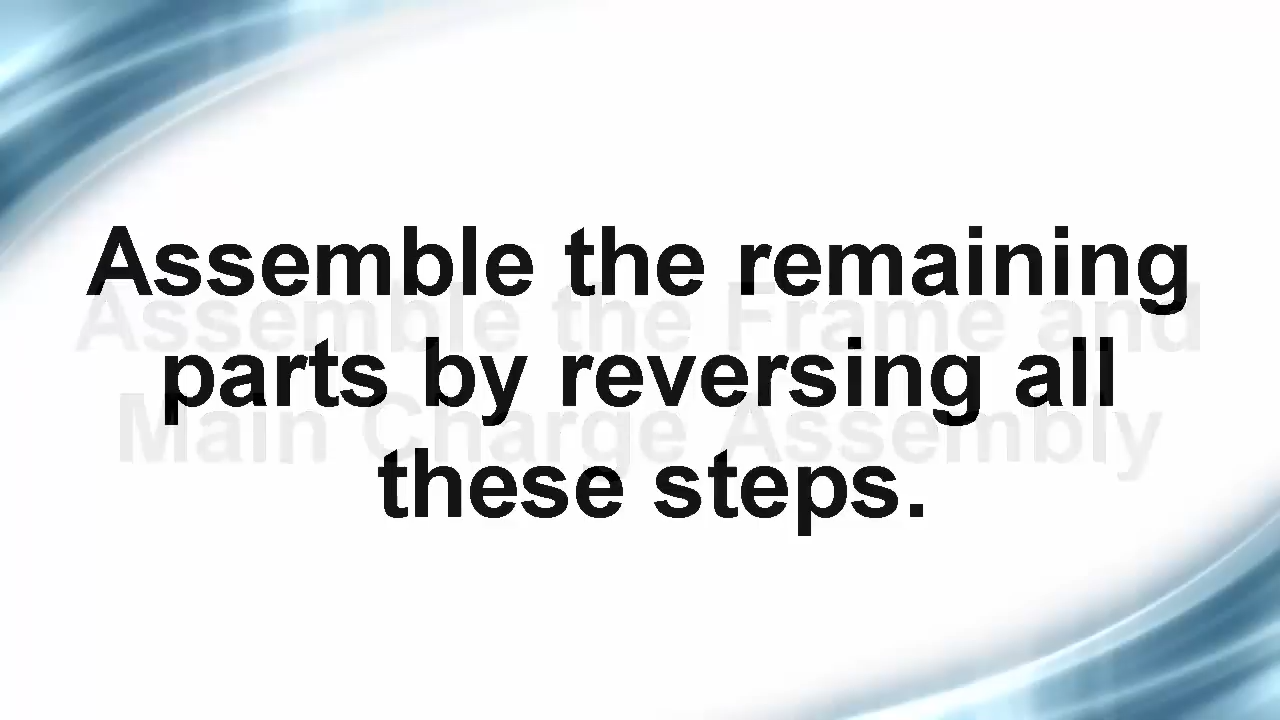 Assemble the remaining
parts by reversing all
these steps.
Assemble the Frame and
Main Charge Assembly